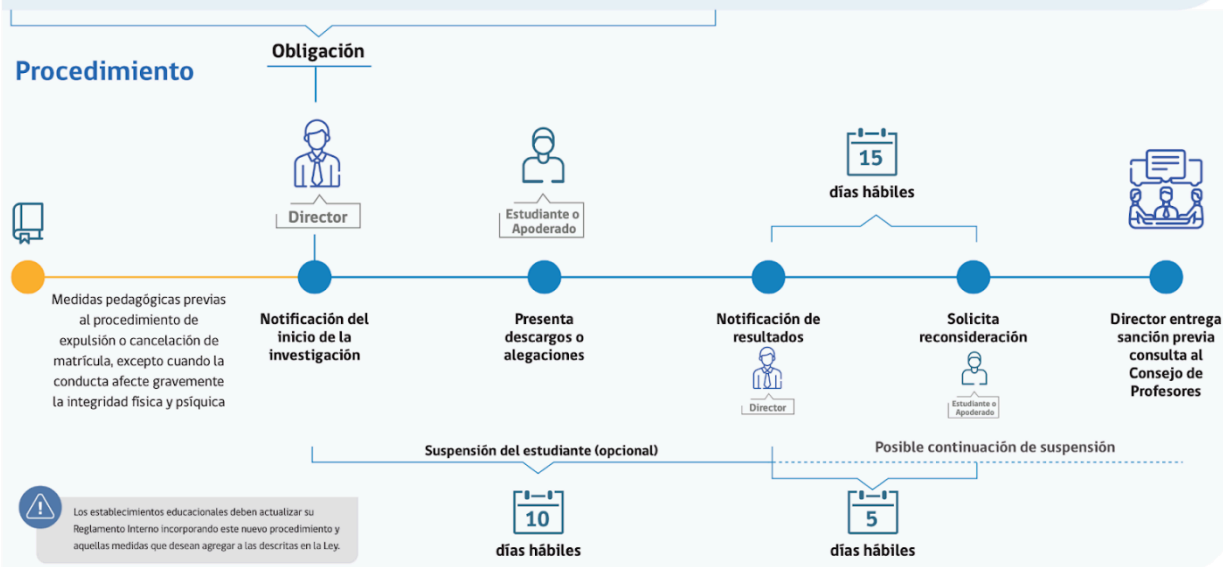 Obligación
Procedimiento
15
días hábiles
Director
Estudiante o
Apoderado
Medidas pedagógicas previas
al procedimiento de
expulsión o cancelación de
matrícula, excepto cuando la
conducta afecte gravemente
la integridad física y psíquica
Notificación del
inicio de la
investigación
Presenta
descargos o
alegaciones
Notificación de
resultados
Director
Solicita
reconsideración
Estudiante o
Apoderado
Director entrega
sanción previa
consulta al
Consejo de
Profesores
Suspensión del estudiante (opcional)
Posible continuación de suspensión
10
días hábiles
5
días hábiles
Los establecimientos educacionales deben actualizar su
Reglamento Interno incorporando este nuevo procedimiento y
aquellas medidas que desean agregar a las descritas en la Ley.